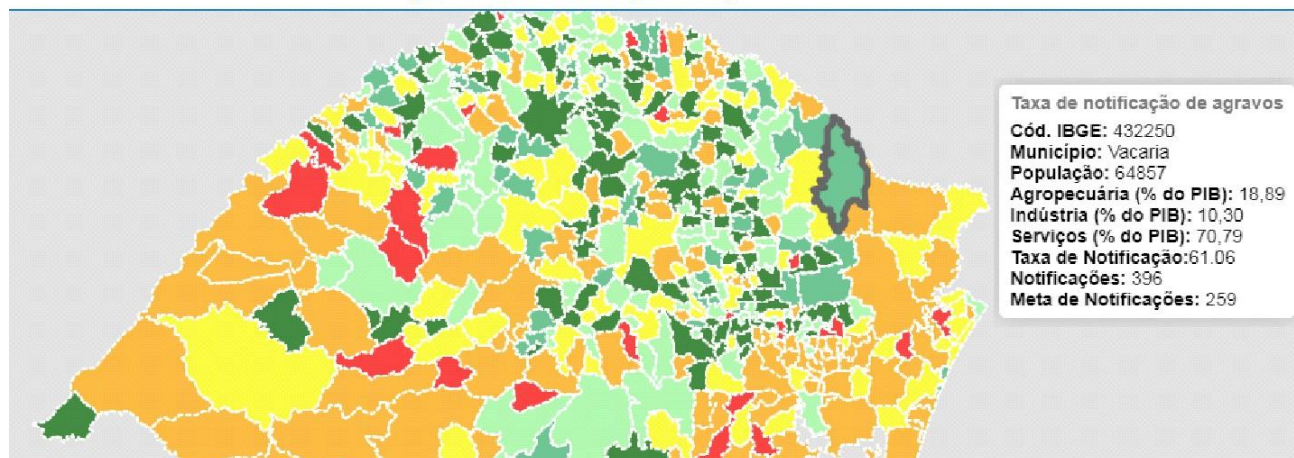 Taxa de notificação de agravos
Cód. IBGE: 432250
Município: Vacaria
População: 64857
Agropecuária (% do PIB): 18,89
Indústria (% do PIB): 10,30
Serviços (% do PIB): 70,79
Taxa de Notificação:61.06
Notificações: 396
Meta de Notificações: 259